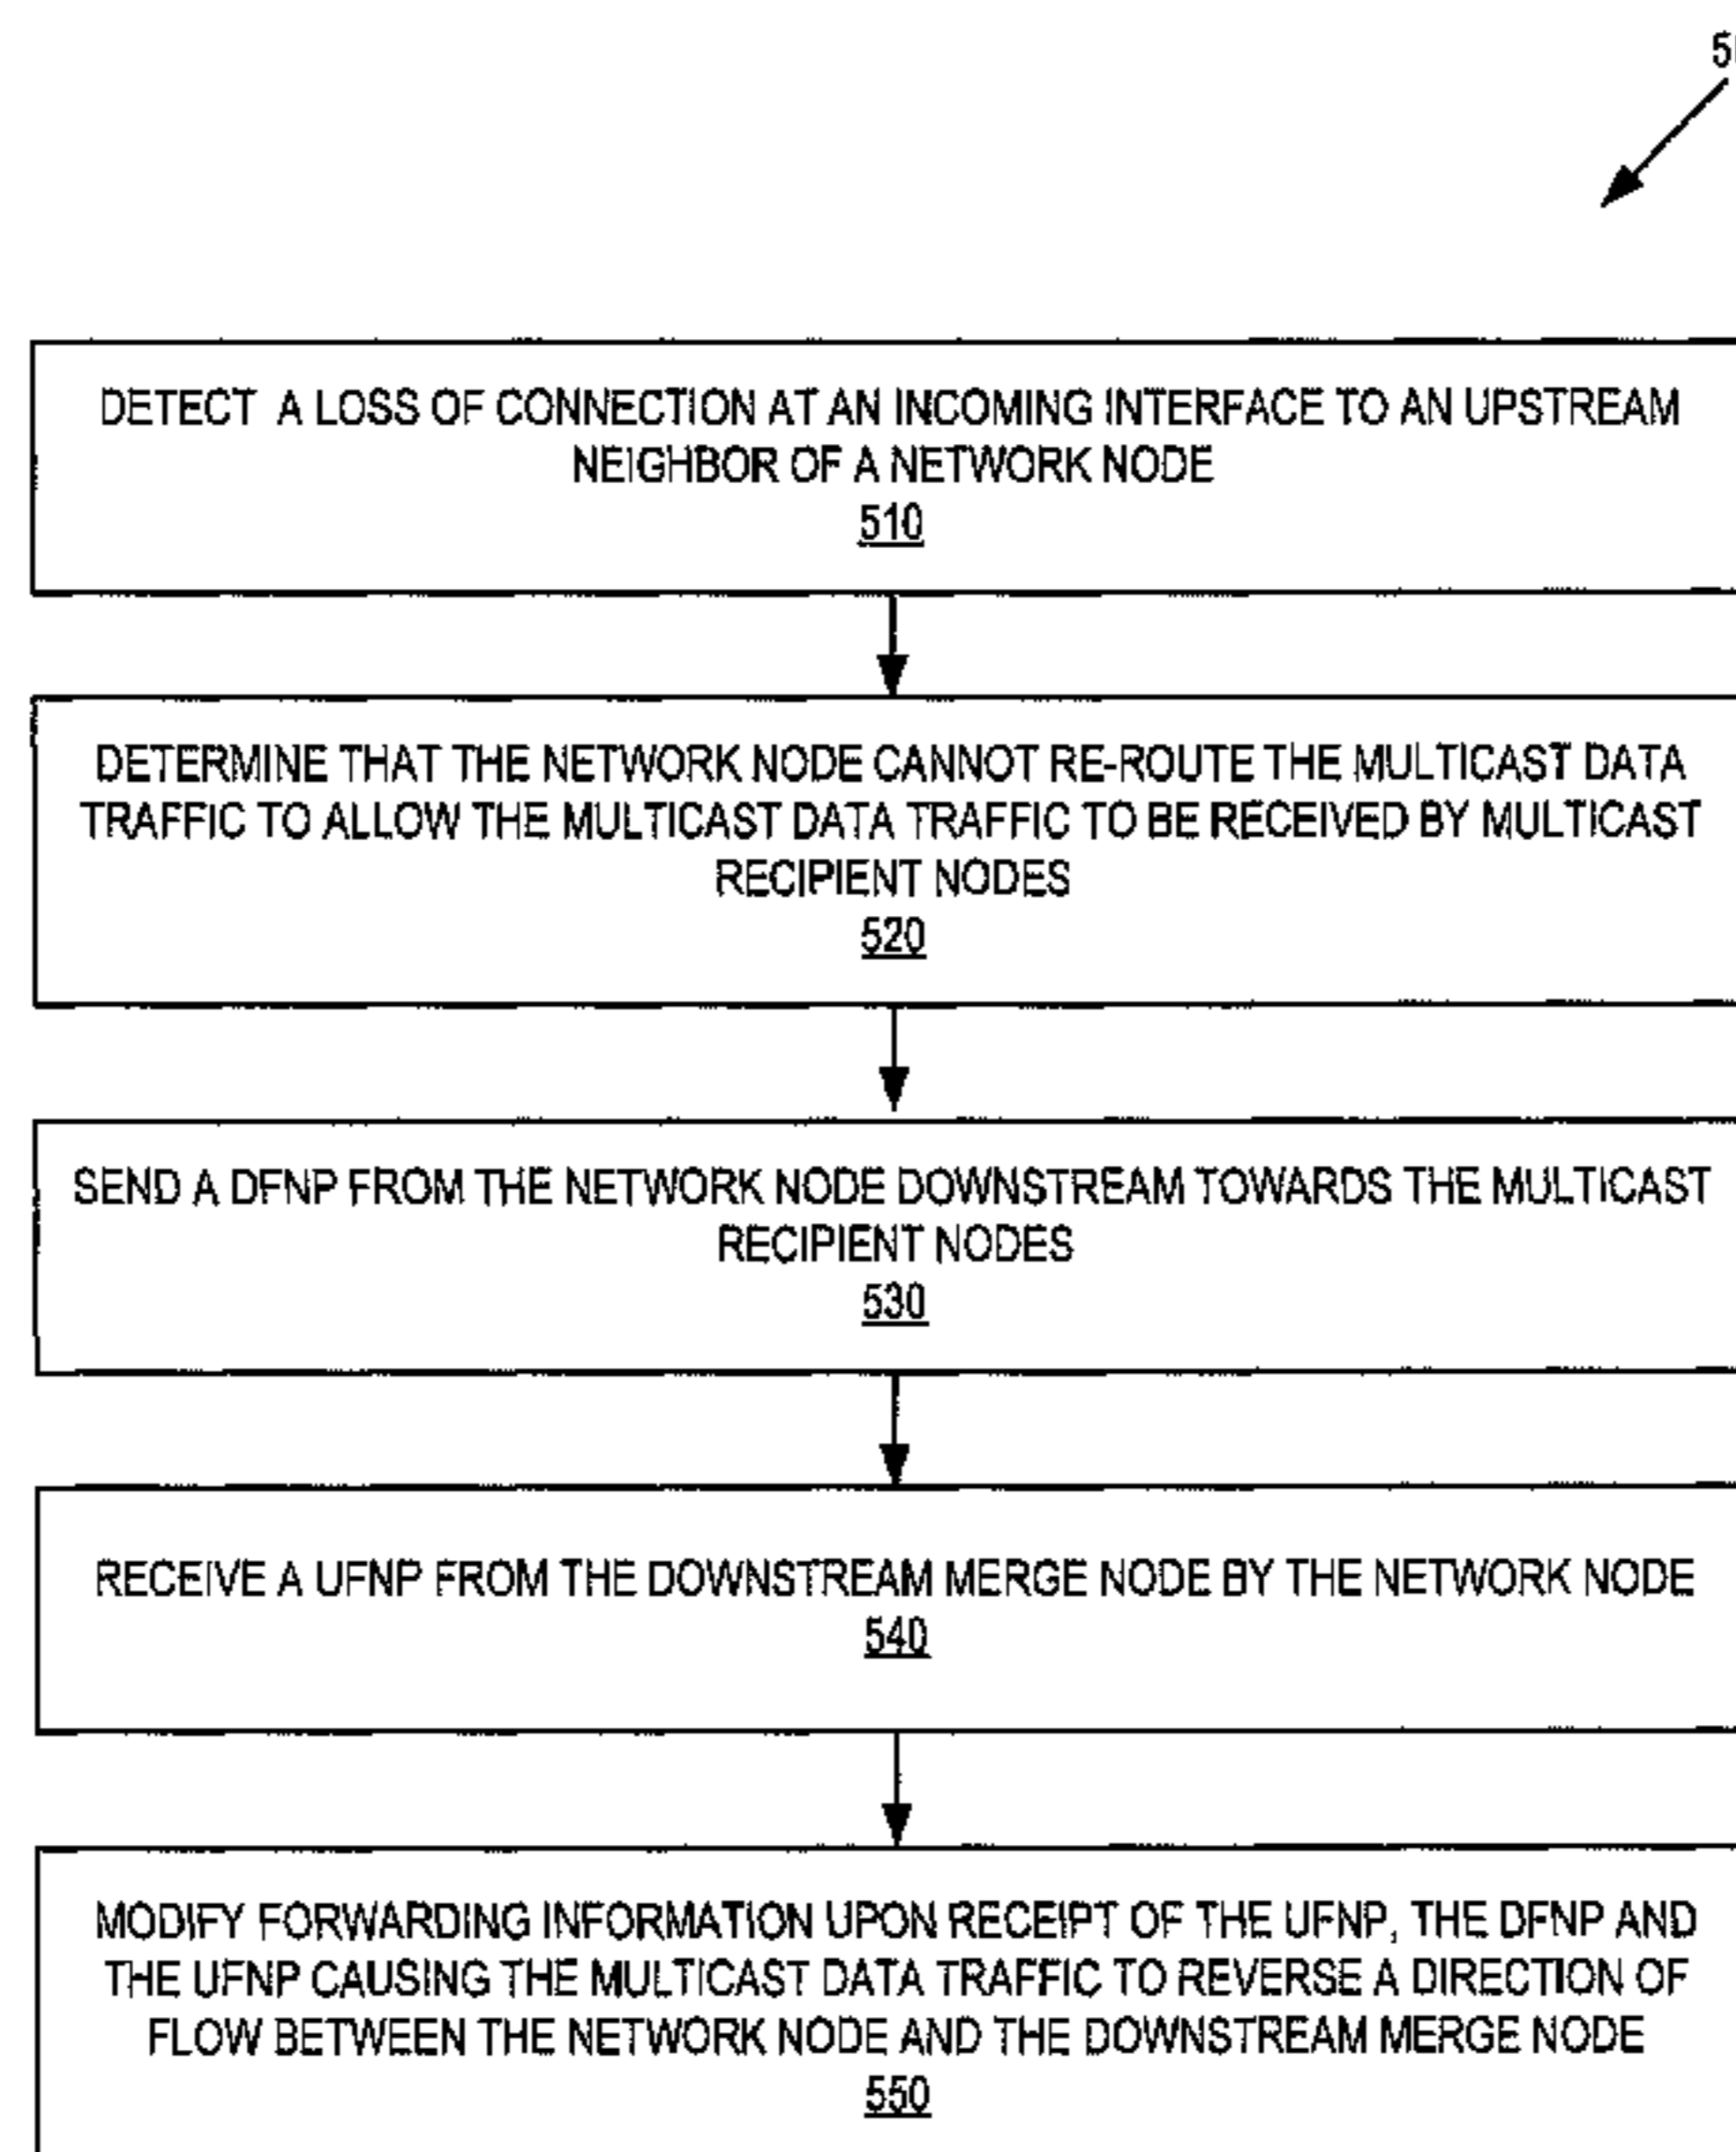 DETECT A LOSS OF CONNECTION AT AN INCOMING INTERFACE TO AN UPSTREAM
NEIGHBOR OF A NETWORK NODE
510
DETERMINE THAT THE NETWORK NODE CANNOT RE-ROUTE THE MULTICAST DATA
TRAFFIC TO ALLOW THE MULTICAST DATA TRAFFIC TO BE RECEIVED BY MULTICAST
RECIPIENT NODES
520
SEND A DFNP FROM THE NETWORK NODE DOWNSTREAM TOWARDS THE MULTICAST
RECIPIENT NODES
530
RECEIVE A UFNP FROM THE DOWNSTREAM MERGE NODE BY THE NETWORK NODE
540
MODIFY FORWARDING INFORMATION UPON RECEIPT OF THE UFNP, THE DFNP AND
THE UFNP CAUSING THE MULTICAST DATA TRAFFIC TO REVERSE A DIRECTION OF
FLOW BETWEEN THE NETWORK NODE AND THE DOWNSTREAM MERGE NODE
550